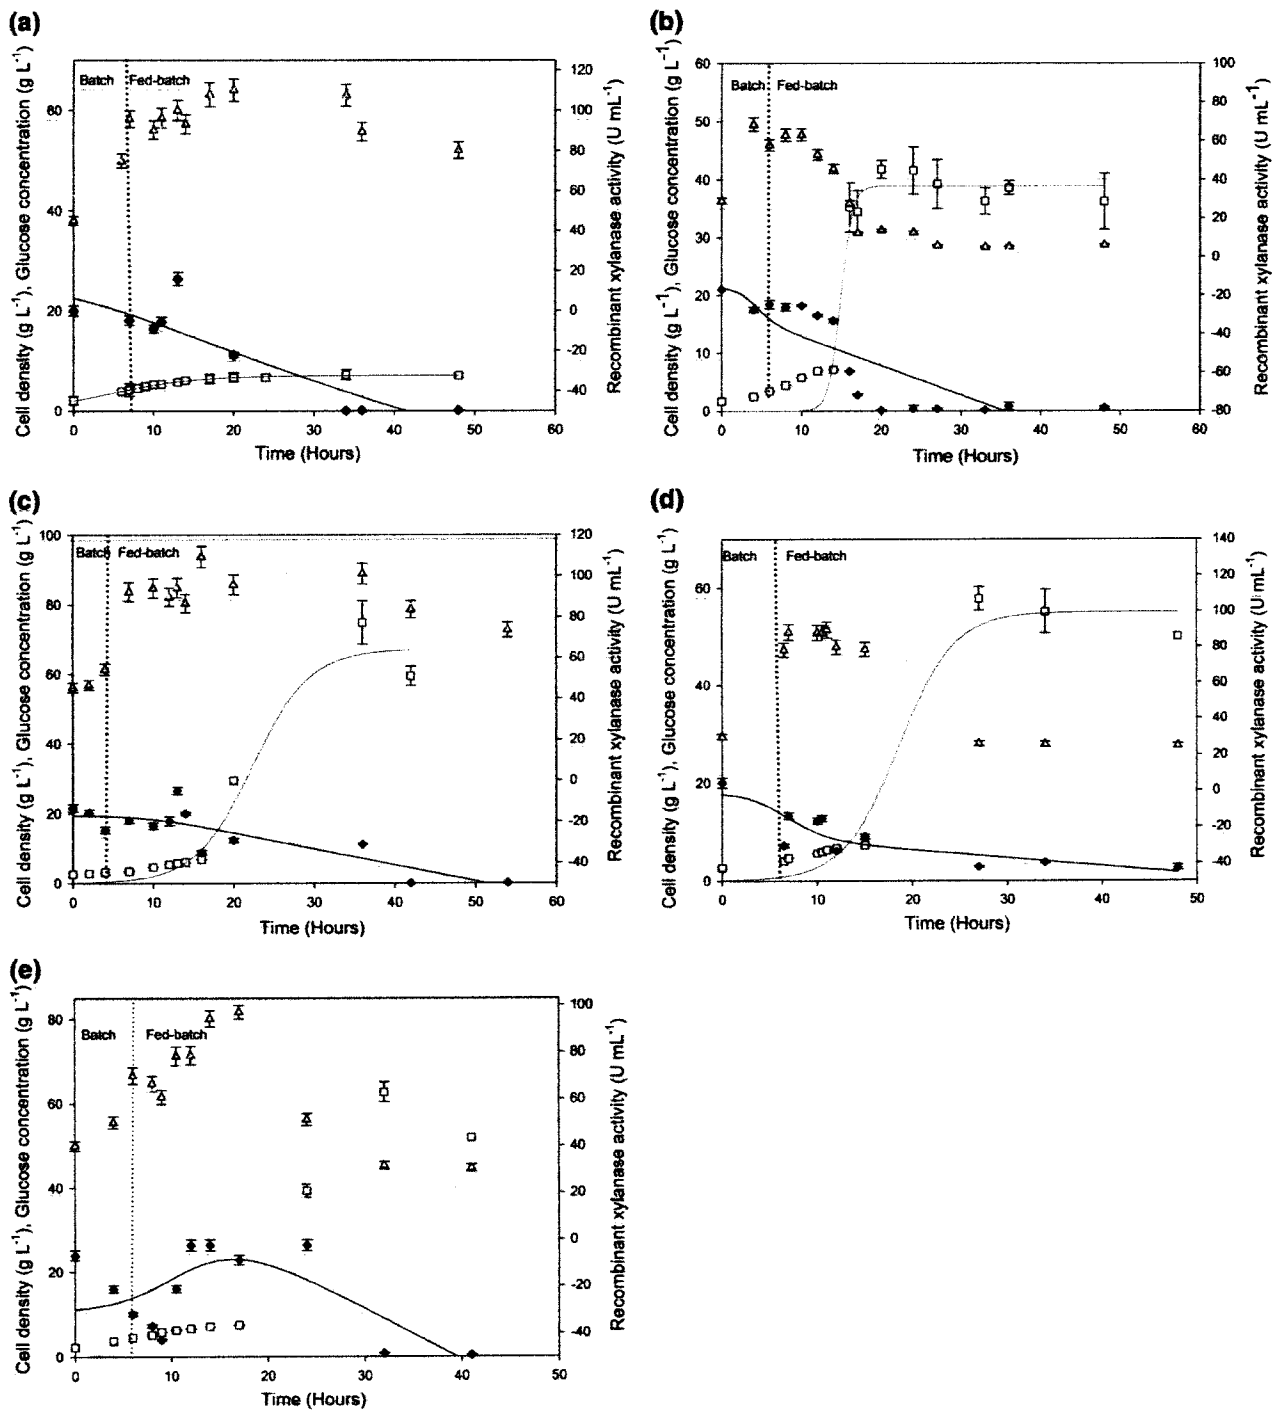 (a)
Cell density (g L⁻¹), Glucose concentration (g L⁻¹)
Batch Fed-batch
60
40
20
0
120
100
80
60
40
20
0
-20
-40
Recombinant xylanase activity (U mL⁻¹)
0 10 20 30 40 50 60
Time (Hours)
(b)
Cell density (g L⁻¹), Glucose concentration (g L⁻¹)
Batch Fed-batch
60
50
40
30
20
10
0
100
80
60
40
20
0
-20
-40
-60
-80
Recombinant xylanase activity (U mL⁻¹)
0 10 20 30 40 50 60
Time (Hours)
(c)
Cell density (g L⁻¹), Glucose concentration (g L⁻¹)
Batch Fed-batch
100
80
60
40
20
0
120
100
80
60
40
20
0
-20
-40
Recombinant xylanase activity (U mL⁻¹)
0 10 20 30 40 50 60
Time (Hours)
(d)
Cell density (g L⁻¹), Glucose concentration (g L⁻¹)
Batch Fed-batch
60
40
20
0
140
120
100
80
60
40
20
0
-20
-40
Recombinant xylanase activity (U mL⁻¹)
0 10 20 30 40 50
Time (Hours)
(e)
Cell density (g L⁻¹), Glucose concentration (g L⁻¹)
Batch Fed-batch
80
60
40
20
0
100
80
60
40
20
0
-20
-40
Recombinant xylanase activity (U mL⁻¹)
0 10 20 30 40 50
Time (Hours)